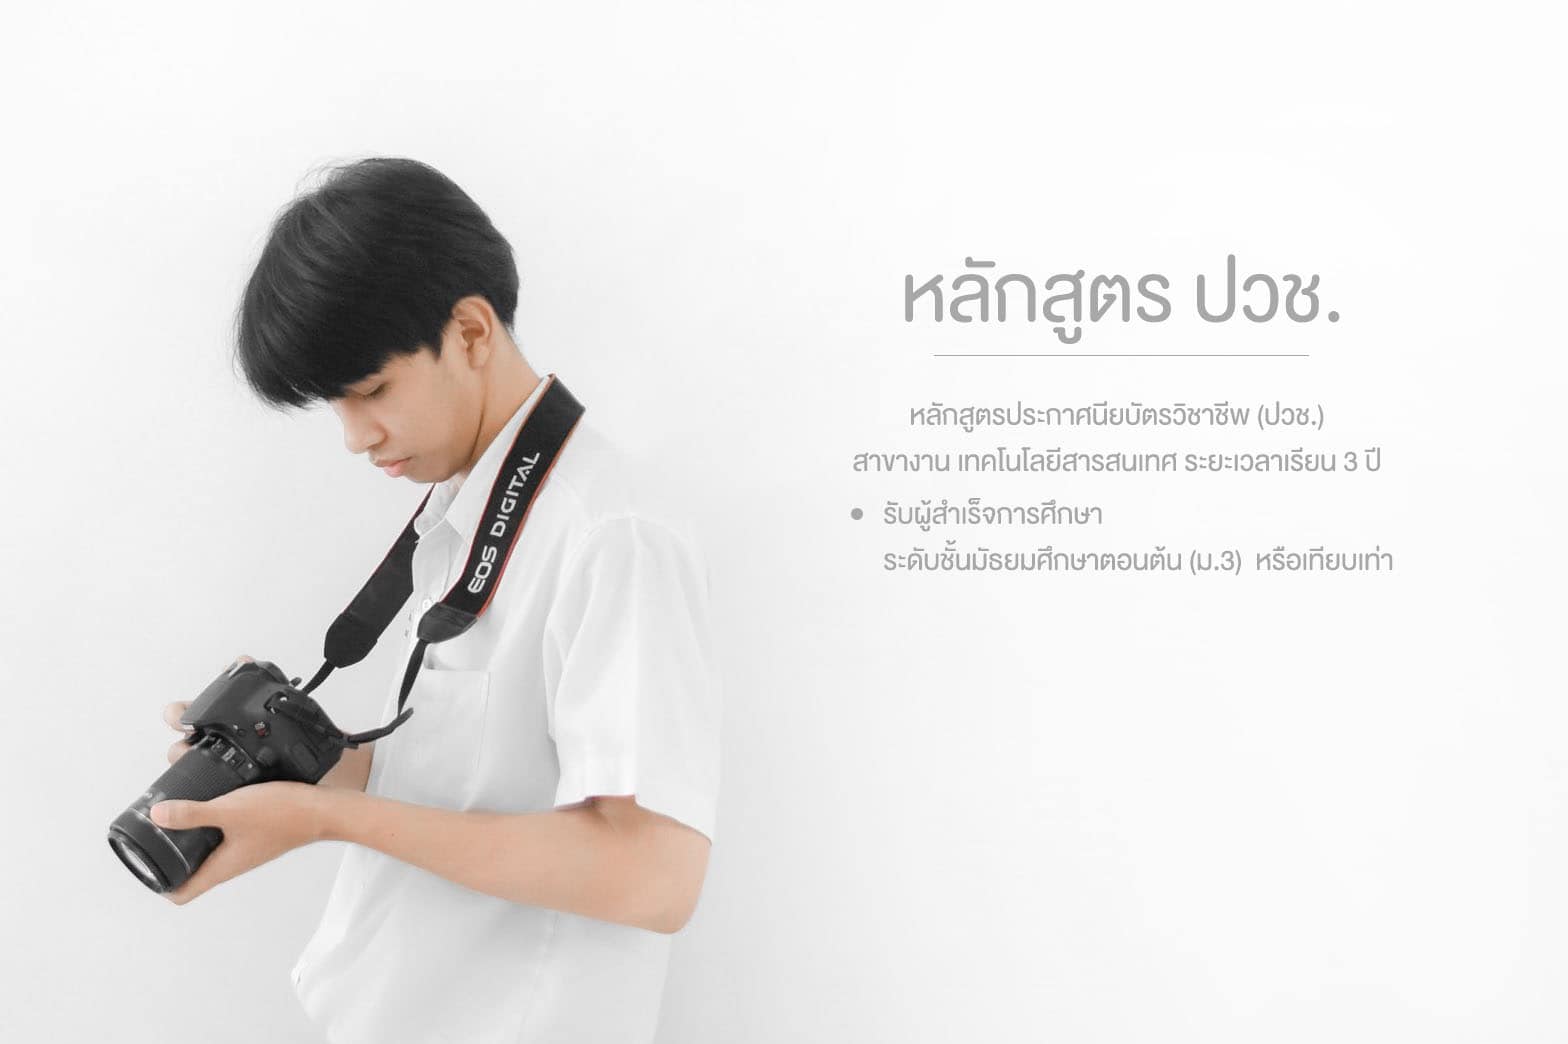 หลักสูตร ปวช.
หลักสูตรประกาศนียบัตรวิชาชีพ (ปวช.)
สาขางาน เทคโนโลยีสารสนเทศ ระยะเวลาเรียน 3 ปี
• รับผู้สำเร็จการศึกษา
ระดับชั้นมัธยมศึกษาตอนต้น (ม.3) หรือเทียบเท่า
EOS DIGITAL